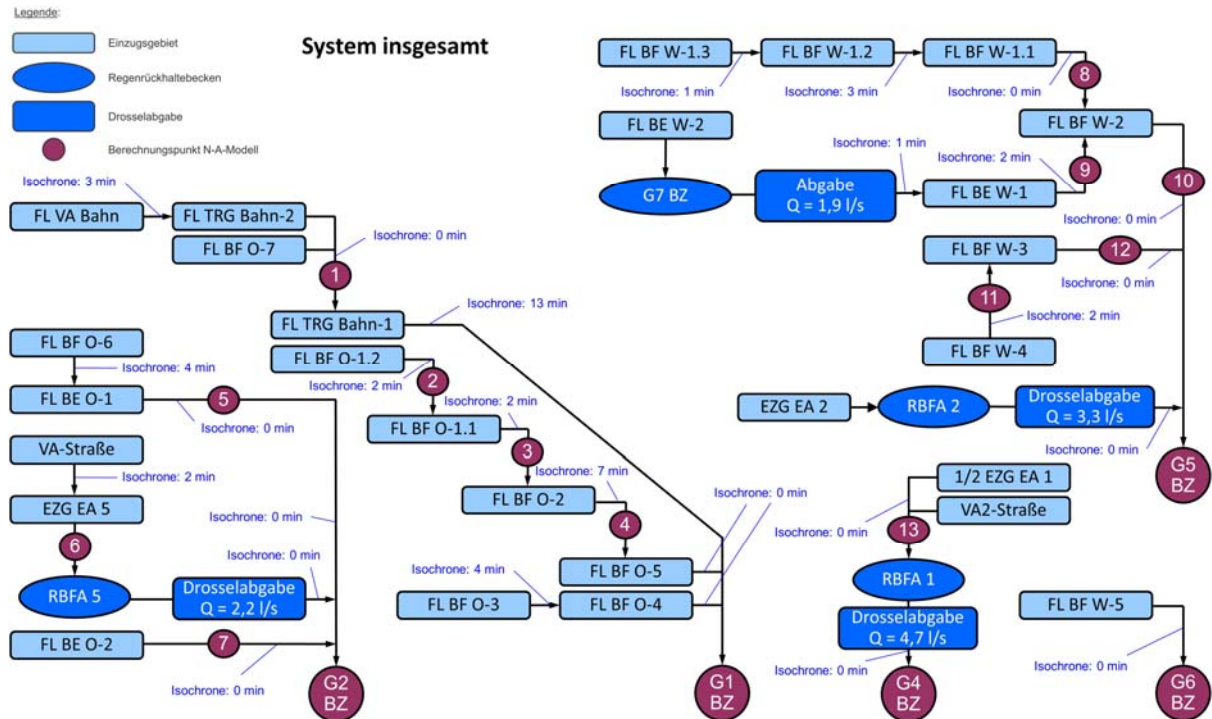 Legende:
Einzugsgebiet
Regenrückhaltebecken
Drosselabgabe
Berechnungspunkt N-A-Modell
System insgesamt
FL BF W-1.3
FL BF W-1.2
FL BF W-1.1
Isochrone: 1 min
Isochrone: 3 min
Isochrone: 0 min
8
FL BE W-2
FL BF W-2
Isochrone: 1 min
Isochrone: 2 min
9
10
G7 BZ
Abgabe
Q = 1,9 l/s
FL BE W-1
Isochrone: 0 min
FL BF W-3
12
Isochrone: 0 min
11
Isochrone: 2 min
FL BF W-4
EZG EA 2
RBFA 2
Drosselabgabe
Q = 3,3 l/s
Isochrone: 0 min
G5
BZ
Isochrone: 3 min
FL VA Bahn
FL TRG Bahn-2
FL BF O-7
Isochrone: 0 min
1
Isochrone: 13 min
FL TRG Bahn-1
FL BF O-1.2
Isochrone: 2 min
2
Isochrone: 2 min
FL BF O-1.1
3
Isochrone: 7 min
FL BF O-2
4
Isochrone: 0 min
FL BF O-5
Isochrone: 4 min
FL BF O-3
FL BF O-4
G1
BZ
FL BF O-6
Isochrone: 4 min
FL BE O-1
5
Isochrone: 0 min
VA-Straße
Isochrone: 2 min
EZG EA 5
Isochrone: 0 min
6
Isochrone: 0 min
RBFA 5
Drosselabgabe
Q = 2,2 l/s
FL BE O-2
7
Isochrone: 0 min
G2
BZ
1/2 EZG EA 1
VA2-Straße
Isochrone: 0 min
13
RBFA 1
Drosselabgabe
Q = 4,7 l/s
Isochrone: 0 min
G4
BZ
FL BF W-5
Isochrone: 0 min
G6
BZ